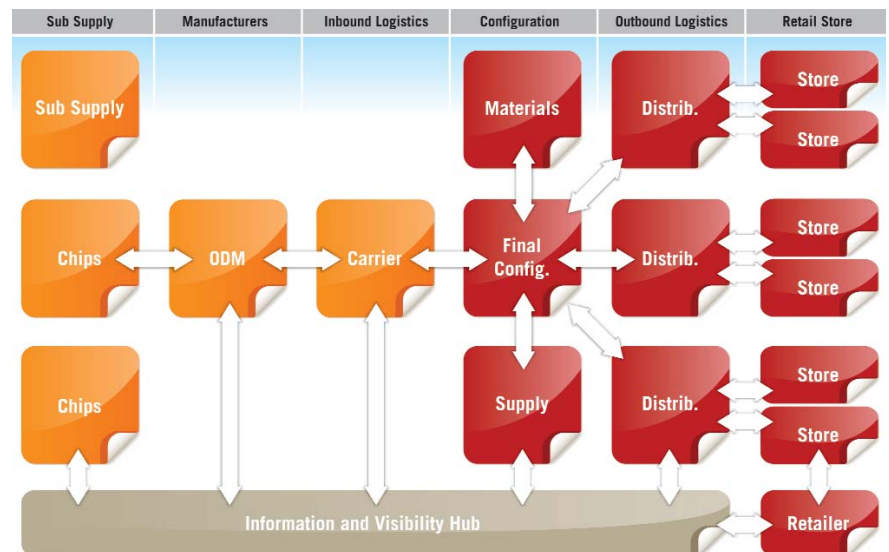 Sub Supply
Manufacturers
Inbound Logistics
Configuration
Outbound Logistics
Retail Store
Sub Supply
Materials
Distrib.
Store
Store
Chips
ODM
Carrier
Final
Config.
Distrib.
Store
Store
Chips
Supply
Distrib.
Store
Store
Information and Visibility Hub
Retailer